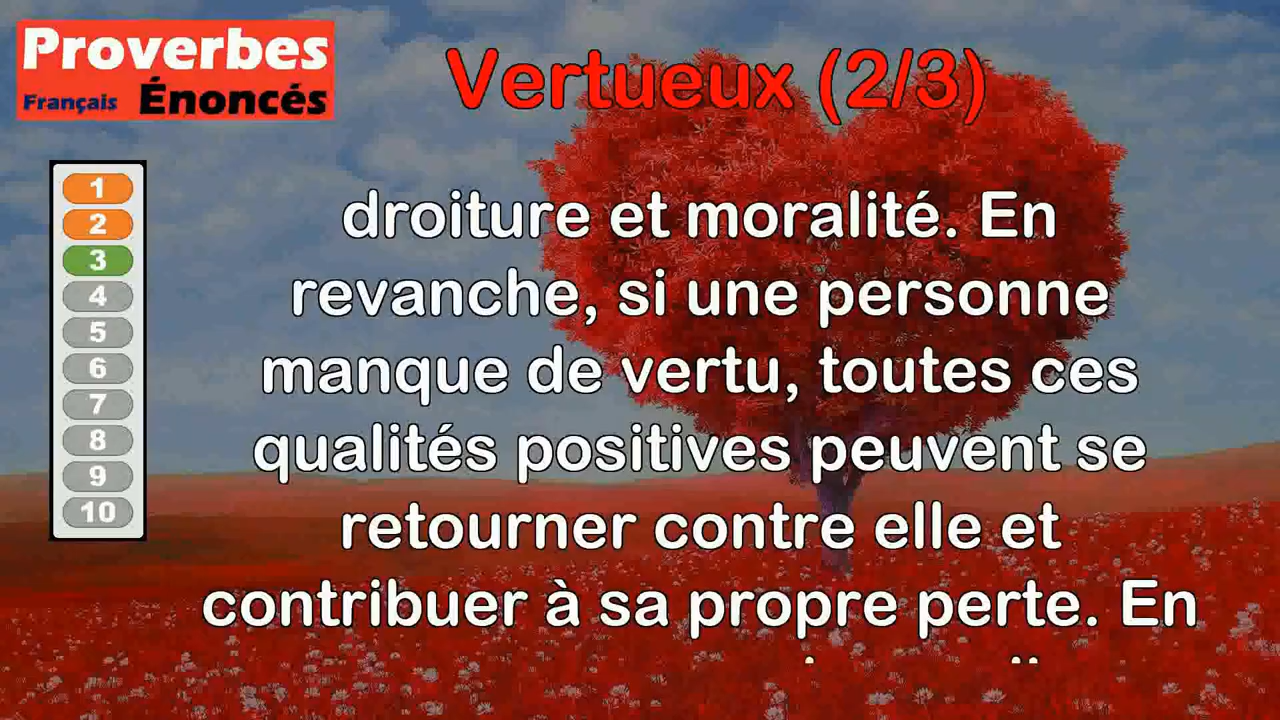 Proverbes
Français Énoncés
Vertueux (2/3)
1
2
3
4
5
6
7
8
9
10
droiture et moralité. En
revanche, si une personne
manque de vertu, toutes ces
qualités positives peuvent se
retourner contre elle et
contribuer à sa propre perte. En